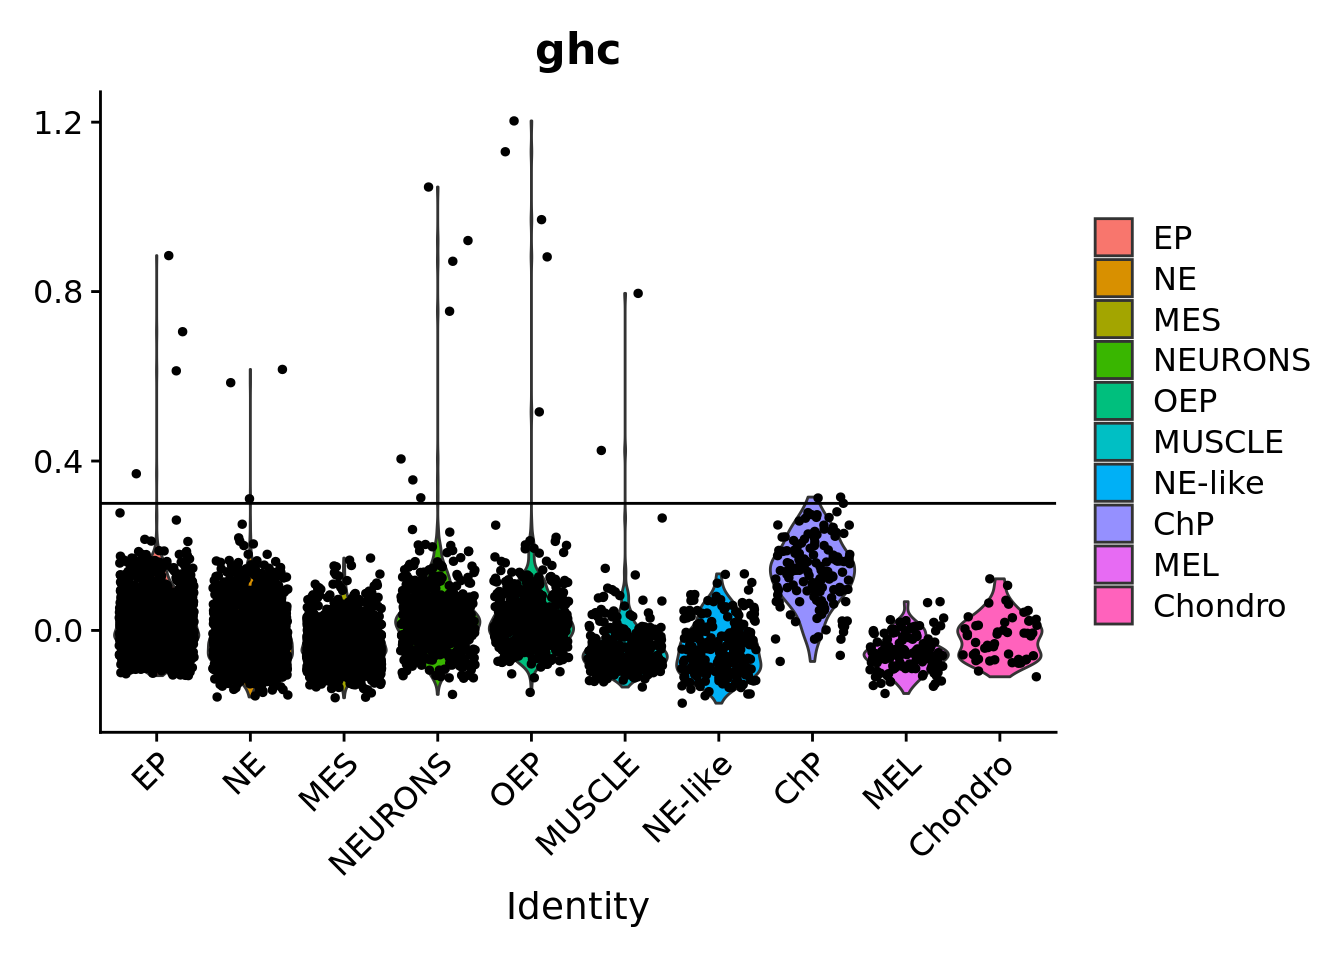 ghc
1.2
0.8
0.4
0.0
EP
NE
MES
NEURONS
OEP
MUSCLE
NE-like
ChP
MEL
Chondro
Identity
EP
NE
MES
NEURONS
OEP
MUSCLE
NE-like
ChP
MEL
Chondro